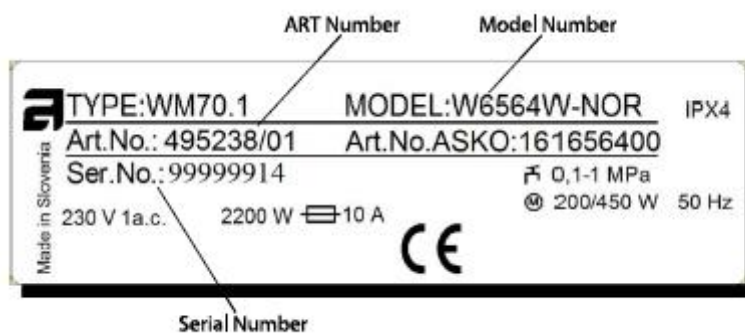 ART Number Model Number
TYPE:WM70.1 MODEL:W6564W-NOR IPX4
Art.No.: 495238/01 Art.No.ASKO:161656400
Ser.No.:99999914 0,1-1 MPa
230 V 1a.c. 2200 W 10 A M 200/450 W 50 Hz
Made in Slovenia
CE
Serial Number